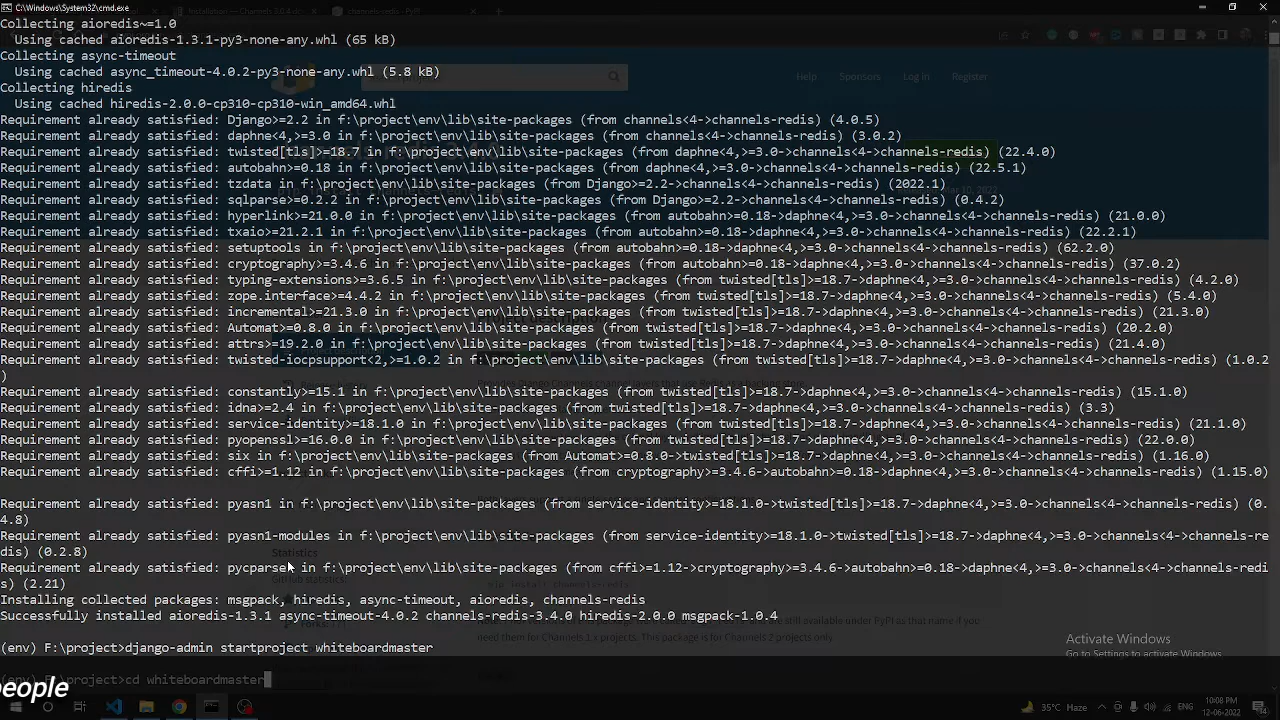 C:\Windows\System32\cmd.exe
Collecting aioredis~=1.0
Using cached aioredis-1.3.1-py3-none-any.whl (65 kB)
Collecting async-timeout
Using cached async_timeout-4.0.2-py3-none-any.whl (5.8 kB)
Collecting hiredis
Help Sponsors Log in Register
Using cached hiredis-2.0.0-cp310-cp310-win_amd64.whl
Requirement already satisfied: Django>=2.2 in f:\project\env\lib\site-packages (from channels<4->channels-redis) (4.0.5)
Requirement already satisfied: daphne<4,>=3.0 in f:\project\env\lib\site-packages (from channels<4->channels-redis) (3.0.2)
Requirement already satisfied: twisted[tls]>=18.7 in f:\project\env\lib\site-packages (from daphne<4,>=3.0->channels<4->channels-redis) (22.4.0)
Requirement already satisfied: autobahn>=0.18 in f:\project\env\lib\site-packages (from daphne<4,>=3.0->channels<4->channels-redis) (22.5.1)
Requirement already satisfied: tzdata in f:\project\env\lib\site-packages (from Django>=2.2->channels<4->channels-redis) (2022.1)
Requirement already satisfied: sqlparse>=0.2.2 in f:\project\env\lib\site-packages (from Django>=2.2->channels<4->channels-redis) (0.4.2)
Requirement already satisfied: hyperlink>=21.0.0 in f:\project\env\lib\site-packages (from autobahn>=0.18->daphne<4,>=3.0->channels<4->channels-redis) (21.0.0)
Requirement already satisfied: txaio>=21.2.1 in f:\project\env\lib\site-packages (from autobahn>=0.18->daphne<4,>=3.0->channels<4->channels-redis) (22.2.1)
Requirement already satisfied: setuptools in f:\project\env\lib\site-packages (from autobahn>=0.18->daphne<4,>=3.0->channels<4->channels-redis) (62.2.0)
Requirement already satisfied: cryptography>=3.4.6 in f:\project\env\lib\site-packages (from autobahn>=0.18->daphne<4,>=3.0->channels<4->channels-redis) (37.0.2)
Requirement already satisfied: typing-extensions>=3.6.5 in f:\project\env\lib\site-packages (from twisted[tls]>=18.7->daphne<4,>=3.0->channels<4->channels-redis) (4.2.0)
Requirement already satisfied: zope.interface>=4.4.2 in f:\project\env\lib\site-packages (from twisted[tls]>=18.7->daphne<4,>=3.0->channels<4->channels-redis) (5.4.0)
Requirement already satisfied: incremental>=21.3.0 in f:\project\env\lib\site-packages (from twisted[tls]>=18.7->daphne<4,>=3.0->channels<4->channels-redis) (21.3.0)
Requirement already satisfied: Automat>=0.8.0 in f:\project\env\lib\site-packages (from twisted[tls]>=18.7->daphne<4,>=3.0->channels<4->channels-redis) (20.2.0)
Requirement already satisfied: attrs>=19.2.0 in f:\project\env\lib\site-packages (from twisted[tls]>=18.7->daphne<4,>=3.0->channels<4->channels-redis) (21.4.0)
Requirement already satisfied: twisted-iocpsupport<2,>=1.0.2 in f:\project\env\lib\site-packages (from twisted[tls]>=18.7->daphne<4,>=3.0->channels<4->channels-redis) (1.0.2
)
Requirement already satisfied: constantly>=15.1 in f:\project\env\lib\site-packages (from twisted[tls]>=18.7->daphne<4,>=3.0->channels<4->channels-redis) (15.1.0)
Requirement already satisfied: idna>=2.4 in f:\project\env\lib\site-packages (from twisted[tls]>=18.7->daphne<4,>=3.0->channels<4->channels-redis) (3.3)
Requirement already satisfied: service-identity>=18.1.0 in f:\project\env\lib\site-packages (from twisted[tls]>=18.7->daphne<4,>=3.0->channels<4->channels-redis) (21.1.0)
Requirement already satisfied: pyopenssl>=16.0.0 in f:\project\env\lib\site-packages (from twisted[tls]>=18.7->daphne<4,>=3.0->channels<4->channels-redis) (22.0.0)
Requirement already satisfied: six in f:\project\env\lib\site-packages (from Automat>=0.8.0->twisted[tls]>=18.7->daphne<4,>=3.0->channels<4->channels-redis) (1.16.0)
Requirement already satisfied: cffi>=1.12 in f:\project\env\lib\site-packages (from cryptography>=3.4.6->autobahn>=0.18->daphne<4,>=3.0->channels<4->channels-redis) (1.15.0)
Requirement already satisfied: pyasn1 in f:\project\env\lib\site-packages (from service-identity>=18.1.0->twisted[tls]>=18.7->daphne<4,>=3.0->channels<4->channels-redis) (0.
4.8)
Requirement already satisfied: pyasn1-modules in f:\project\env\lib\site-packages (from service-identity>=18.1.0->twisted[tls]>=18.7->daphne<4,>=3.0->channels<4->channels-re
dis) (0.2.8)
Statistics
Requirement already satisfied: pycparser in f:\project\env\lib\site-packages (from cffi>=1.12->cryptography>=3.4.6->autobahn>=0.18->daphne<4,>=3.0->channels<4->channels-redi
s) (2.21)
GitHub statistics:
Installing collected packages: msgpack, hiredis, async-timeout, aioredis, channels-redis
Successfully installed aioredis-1.3.1 async-timeout-4.0.2 channels-redis-3.4.0 hiredis-2.0.0 msgpack-1.0.4
need them for Channels 1.x projects. This package is for Channels 2 projects only
(env) F:\project>django-admin startproject whiteboardmaster
Activate Windows
Go to Settings to activate Windows.
(env) F:\project>cd whiteboardmaster
people
35°C Haze
ENG
10:08 PM
12-06-2022